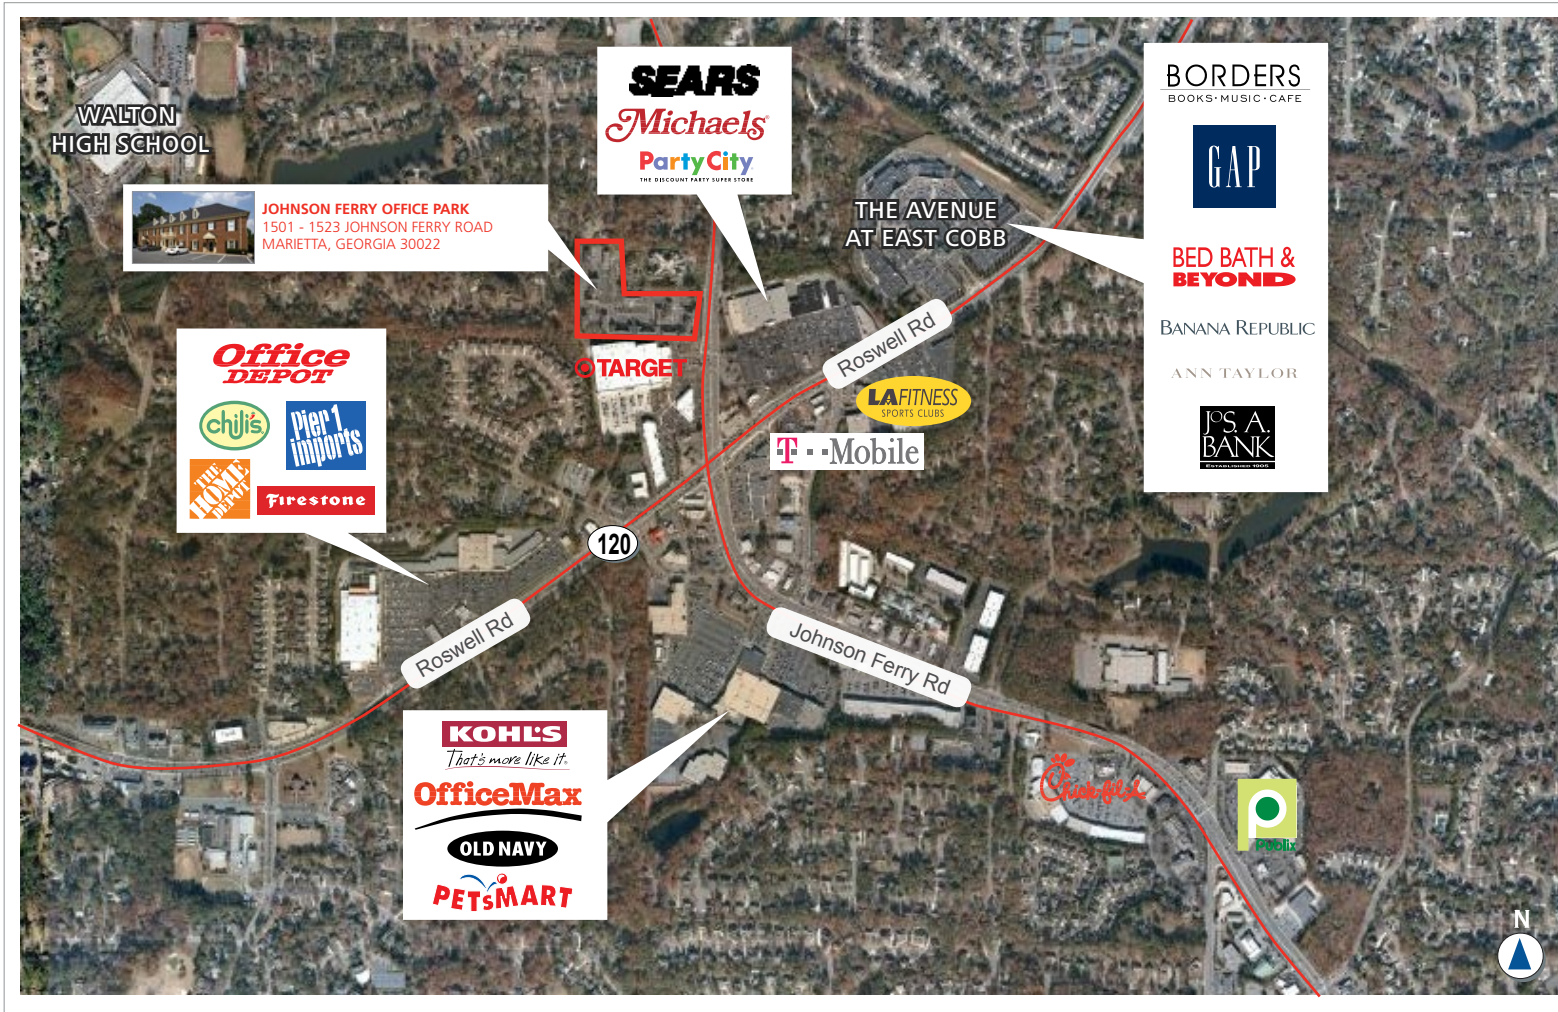 WALTON
HIGH SCHOOL
JOHNSON FERRY OFFICE PARK
1501 - 1523 JOHNSON FERRY ROAD
MARIETTA, GEORGIA 30022
SEARS
Michaels
Party City
THE DISCOUNT PARTY SUPER STORE
THE AVENUE
AT EAST COBB
BORDERS
BOOKS·MUSIC·CAFE
GAP
BED BATH &
BEYOND
BANANA REPUBLIC
ANN TAYLOR
JOS. A.
BANK
ESTABLISHED 1905
Office
DEPOT
chili's
Pier 1
imports
THE
HOME
DEPOT
Firestone
TARGET
Roswell Rd
LA FITNESS
SPORTS CLUBS
T··Mobile
120
Roswell Rd
Johnson Ferry Rd
KOHL'S
That's more like it.
OfficeMax
OLD NAVY
PETSMART
Chick-fil-A
Publix
N